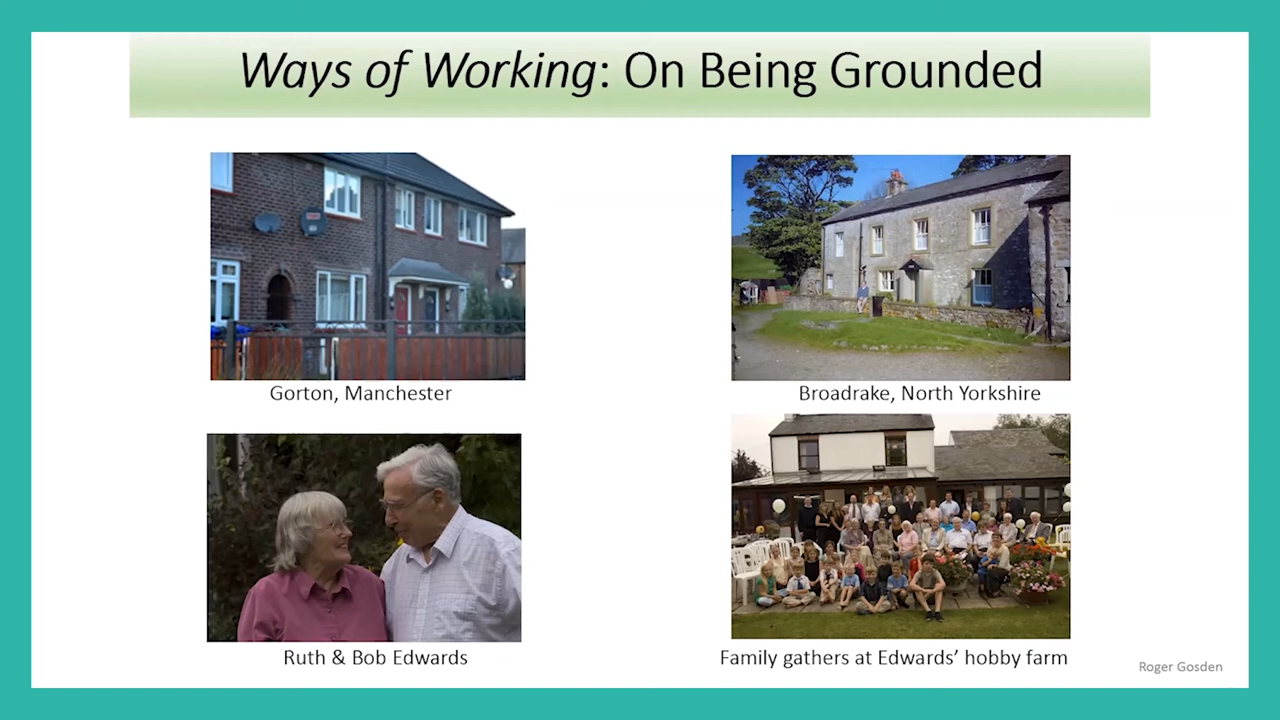 Ways of Working: On Being Grounded
Gorton, Manchester
Broadrake, North Yorkshire
Ruth & Bob Edwards
Family gathers at Edwards’ hobby farm
Roger Gosden